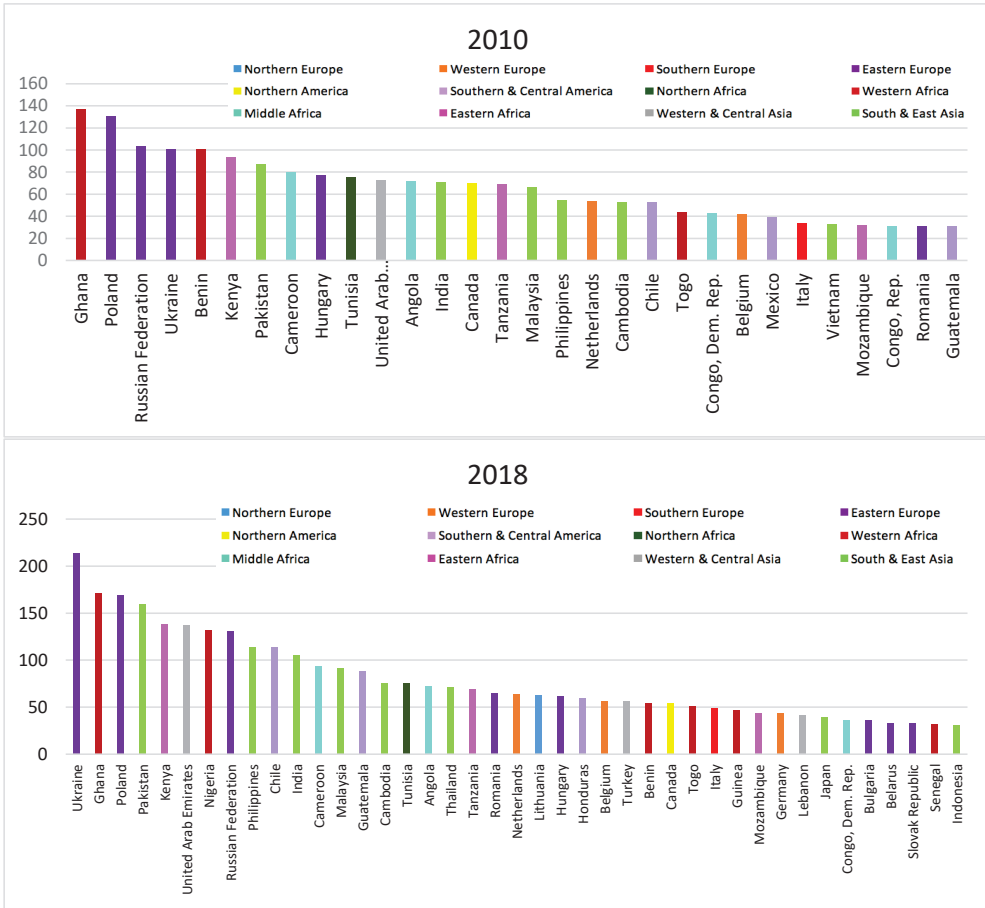 2010
Northern Europe Western Europe Southern Europe Eastern Europe
Northern America Southern & Central America Northern Africa Western Africa
Middle Africa Eastern Africa Western & Central Asia South & East Asia
160
140
120
100
80
60
40
20
0
Ghana
Poland
Russian Federation
Ukraine
Benin
Kenya
Pakistan
Cameroon
Hungary
Tunisia
United Arab...
Angola
India
Canada
Tanzania
Malaysia
Philippines
Netherlands
Cambodia
Chile
Togo
Congo, Dem. Rep.
Belgium
Mexico
Italy
Vietnam
Mozambique
Congo, Rep.
Romania
Guatemala
2018
Northern Europe Western Europe Southern Europe Eastern Europe
Northern America Southern & Central America Northern Africa Western Africa
Middle Africa Eastern Africa Western & Central Asia South & East Asia
250
200
150
100
50
0
Ukraine
Ghana
Poland
Pakistan
Kenya
United Arab Emirates
Nigeria
Russian Federation
Philippines
Chile
India
Cameroon
Malaysia
Guatemala
Cambodia
Tunisia
Angola
Thailand
Tanzania
Romania
Netherlands
Lithuania
Hungary
Honduras
Belgium
Turkey
Benin
Canada
Togo
Italy
Guinea
Mozambique
Germany
Lebanon
Japan
Congo, Dem. Rep.
Bulgaria
Belarus
Slovak Republic
Senegal
Indonesia